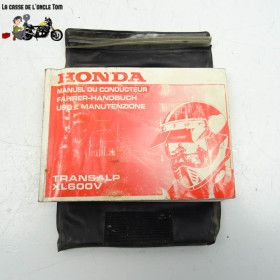 LA CASSE DE L'ONCLE TOM
HONDA
MANUEL DU CONDUCTEUR
FAHRER-HANDBUCH
USO E MANUTENZIONE
TRANSALP
XL600V